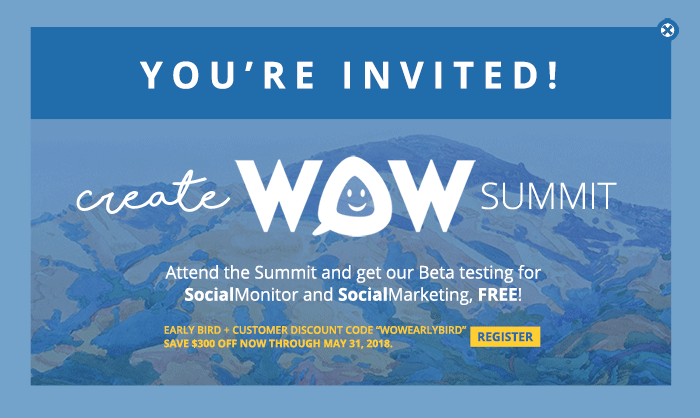 YOU'RE INVITED!
create WOW SUMMIT
Attend the Summit and get our Beta testing for
SocialMonitor and SocialMarketing, FREE!
EARLY BIRD + CUSTOMER DISCOUNT CODE "WOWEARLYBIRD"
SAVE $300 OFF NOW THROUGH MAY 31, 2018.
REGISTER